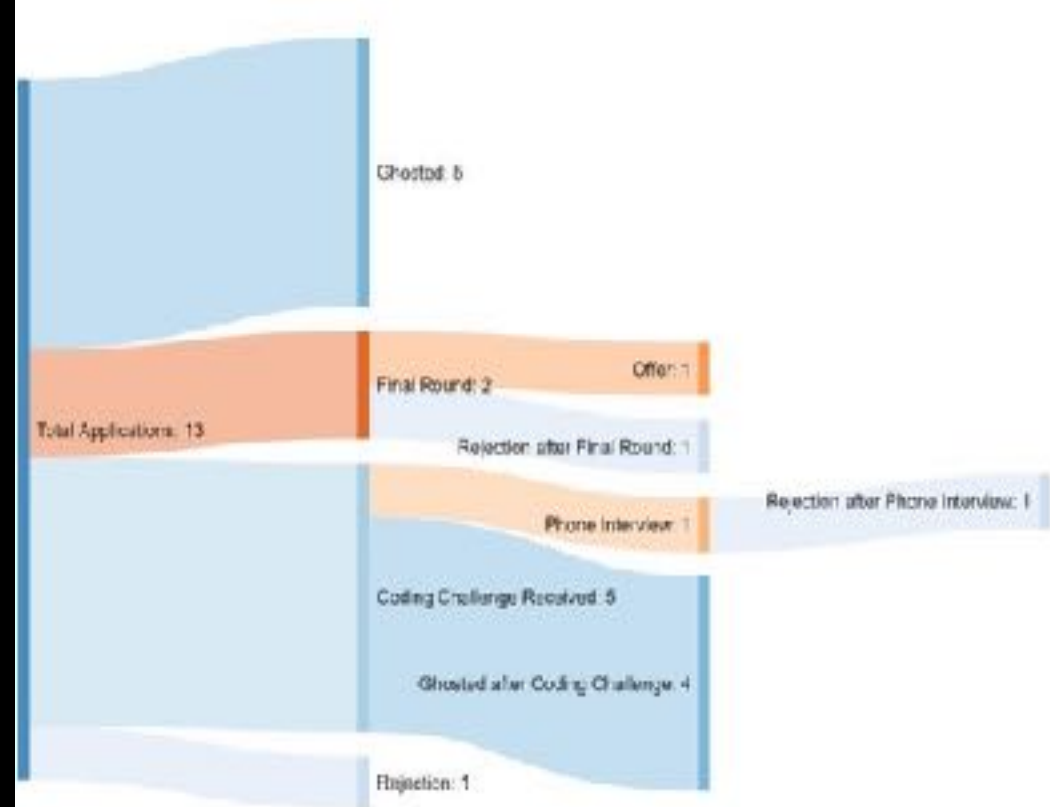 Ghosted: 5
Final Round: 2
Offer: 1
Total Applications: 13
Rejection after Final Round: 1
Rejection after Phone Interview: 1
Phone Interview: 1
Coding Challenge Received: 5
Ghosted after Coding Challenge: 4
Rejection: 1